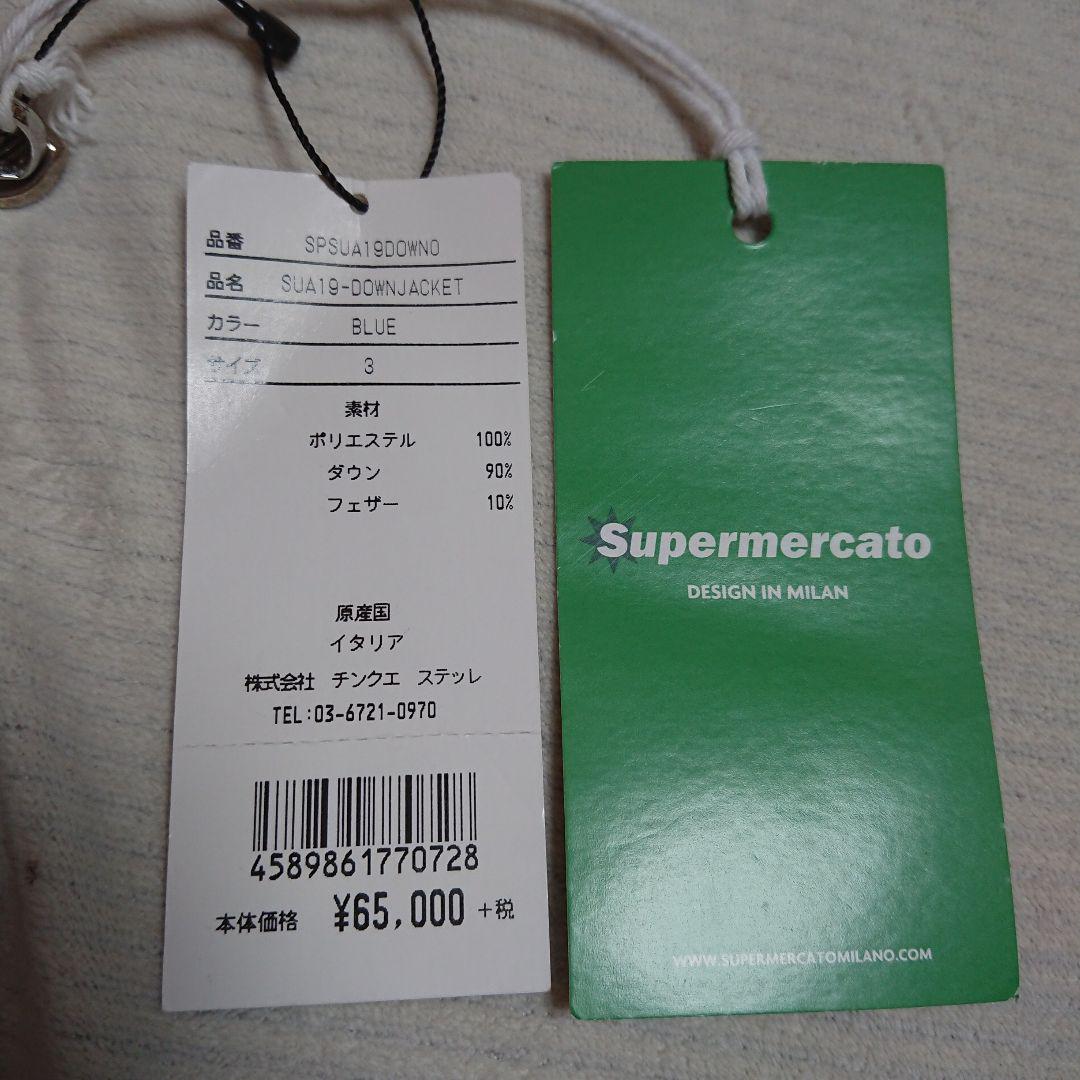 品番 SPSUA19DOWN0
品名 SUA19-DOWNJACKET
カラー BLUE
サイズ 3
素材
ポリエステル 100%
ダウン 90%
フェザー 10%
原産国
イタリア
株式会社 チンクエ ステッレ
TEL:03-6721-0970
4589861770728
本体価格 ¥65,000 +税
Supermercato
DESIGN IN MILAN
WWW.SUPERMERCATOMILANO.COM